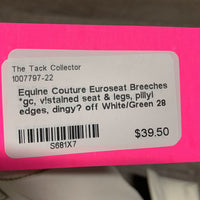 The Tack Collector
1007797-22
Equine Couture Euroseat Breeches
*gc, v!stained seat & legs, pilly!
edges, dingy? off White/Green 28
$39.50
S681X7